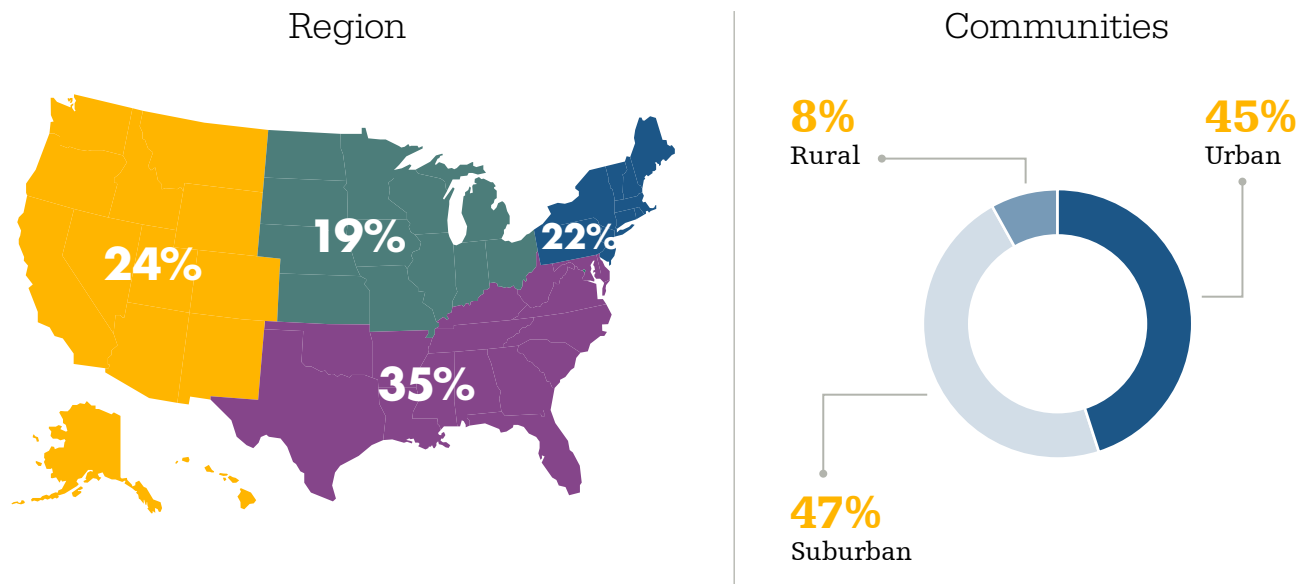 Region
24%
19%
22%
35%
Communities
8%
Rural
45%
Urban
47%
Suburban